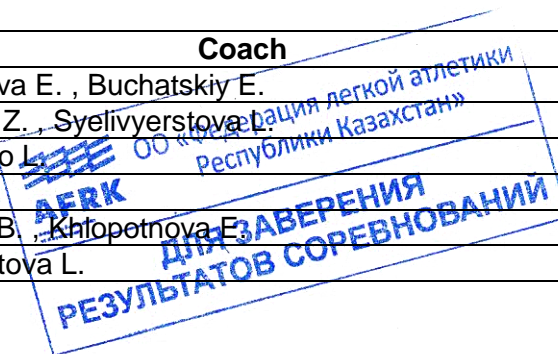 Coach
va E. , Buchatskiy E.
Z. , Syelivyerstova L.
o L.
B. , Khlopotnova E.
tova L.
ОО «Федерация легкой атлетики
Республики Казахстан»
AFRK
ДЛЯ ЗАВЕРЕНИЯ
РЕЗУЛЬТАТОВ СОРЕВНОВАНИЙ